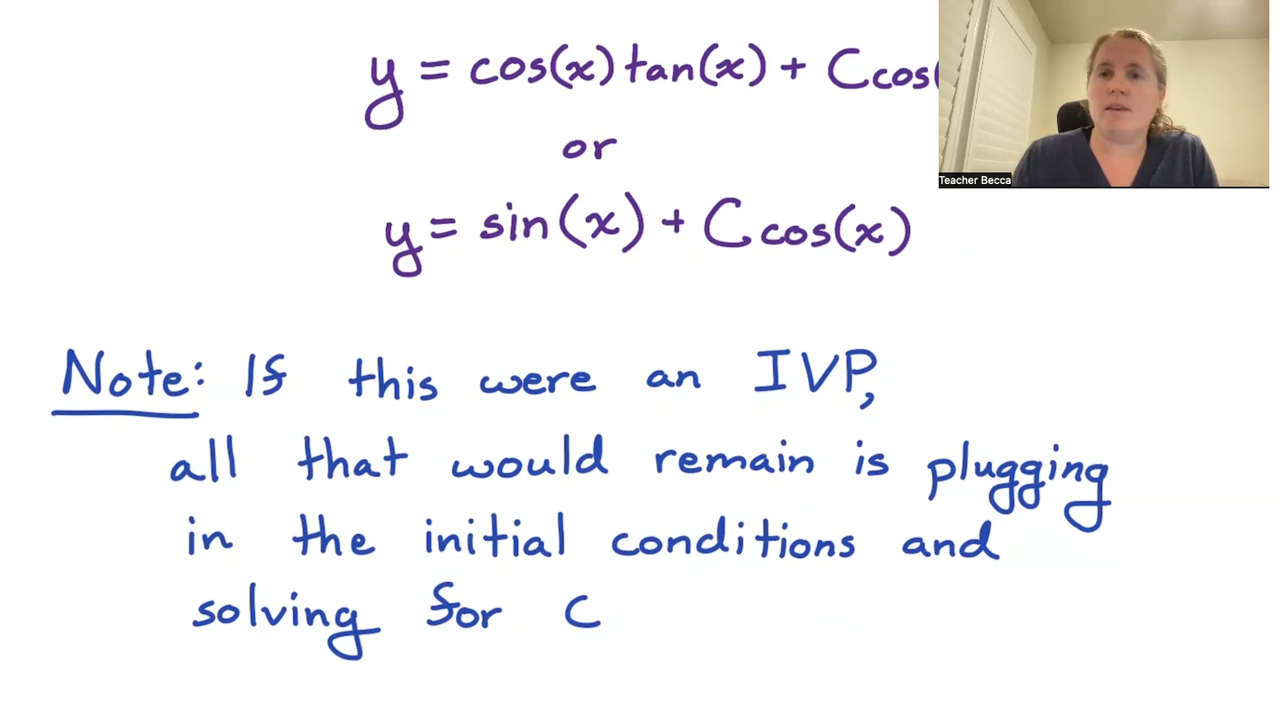 y = cos(x) tan(x) + C cos(
Teacher Becca
or
y = sin(x) + C cos(x)
Note: If this were an IVP,
all that would remain is plugging
in the initial conditions and
solving for C